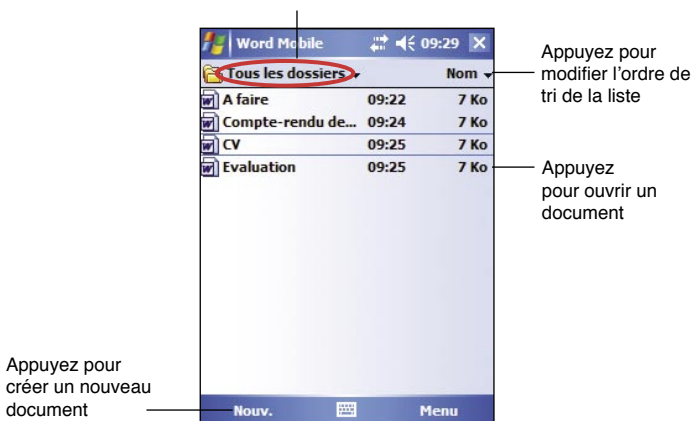 Word Mobile 09:29
Tous les dossiers Nom
A faire 09:22 7 Ko
Compte-rendu de... 09:24 7 Ko
CV 09:25 7 Ko
Evaluation 09:25 7 Ko
Nouv. Menu
Appuyez pour
modifier l’ordre de
tri de la liste
Appuyez
pour ouvrir un
document
Appuyez pour
créer un nouveau
document